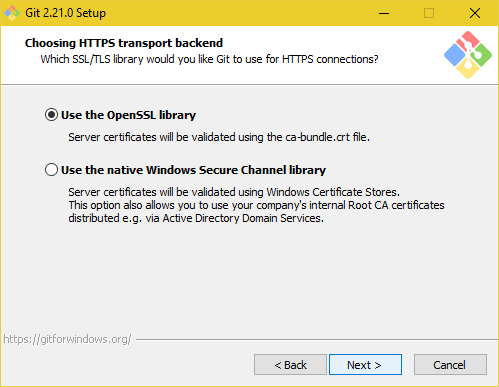 Git 2.21.0 Setup
Choosing HTTPS transport backend
Which SSL/TLS library would you like Git to use for HTTPS connections?
Use the OpenSSL library
Server certificates will be validated using the ca-bundle.crt file.
Use the native Windows Secure Channel library
Server certificates will be validated using Windows Certificate Stores.
This option also allows you to use your company's internal Root CA certificates
distributed e.g. via Active Directory Domain Services.
https://gitforwindows.org/
< Back
Next >
Cancel